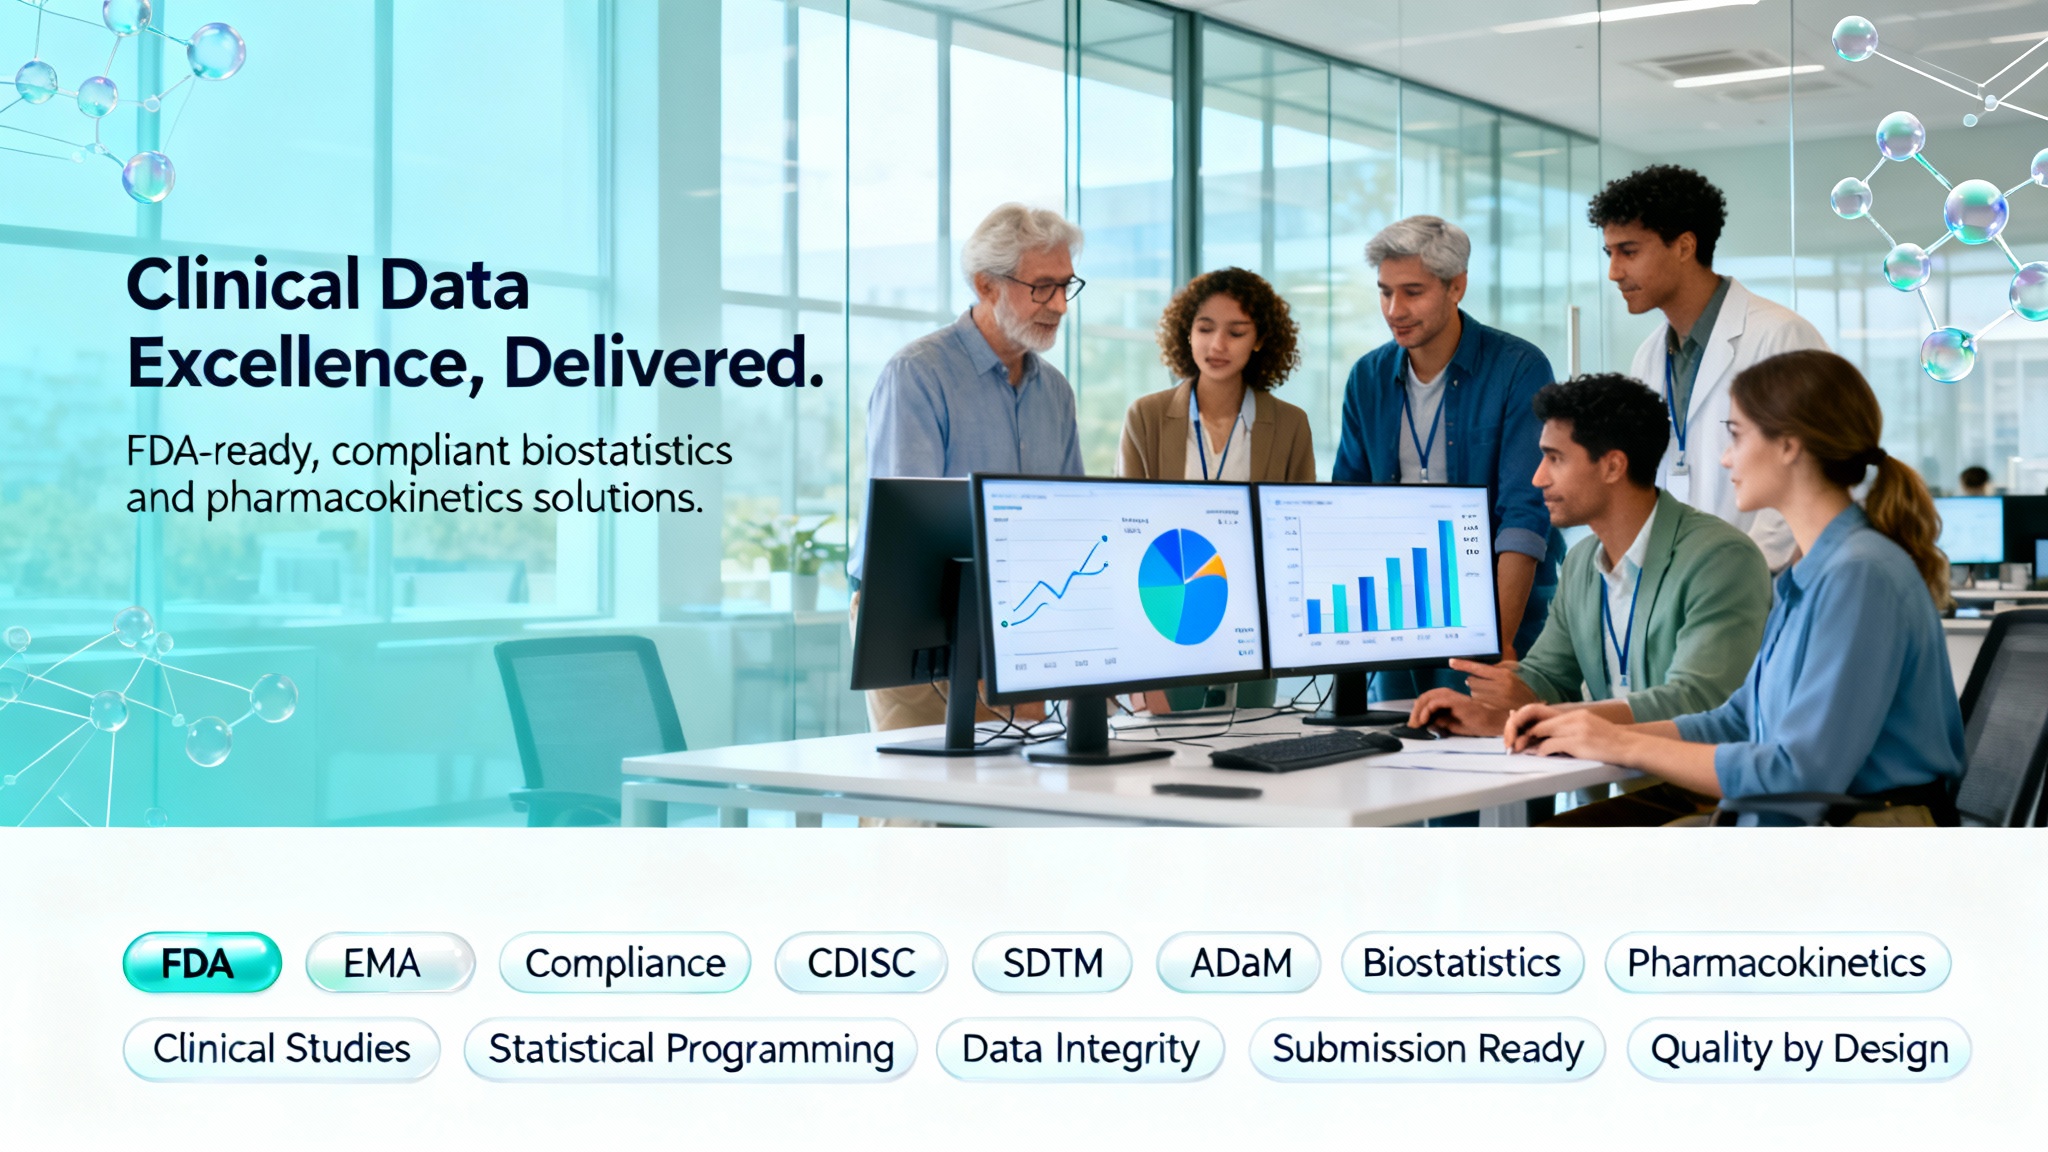 Clinical Data
Excellence, Delivered.
FDA-ready, compliant biostatistics
and pharmacokinetics solutions.
FDA EMA Compliance CDISC SDTM ADaM Biostatistics Pharmacokinetics
Clinical Studies Statistical Programming Data Integrity Submission Ready Quality by Design